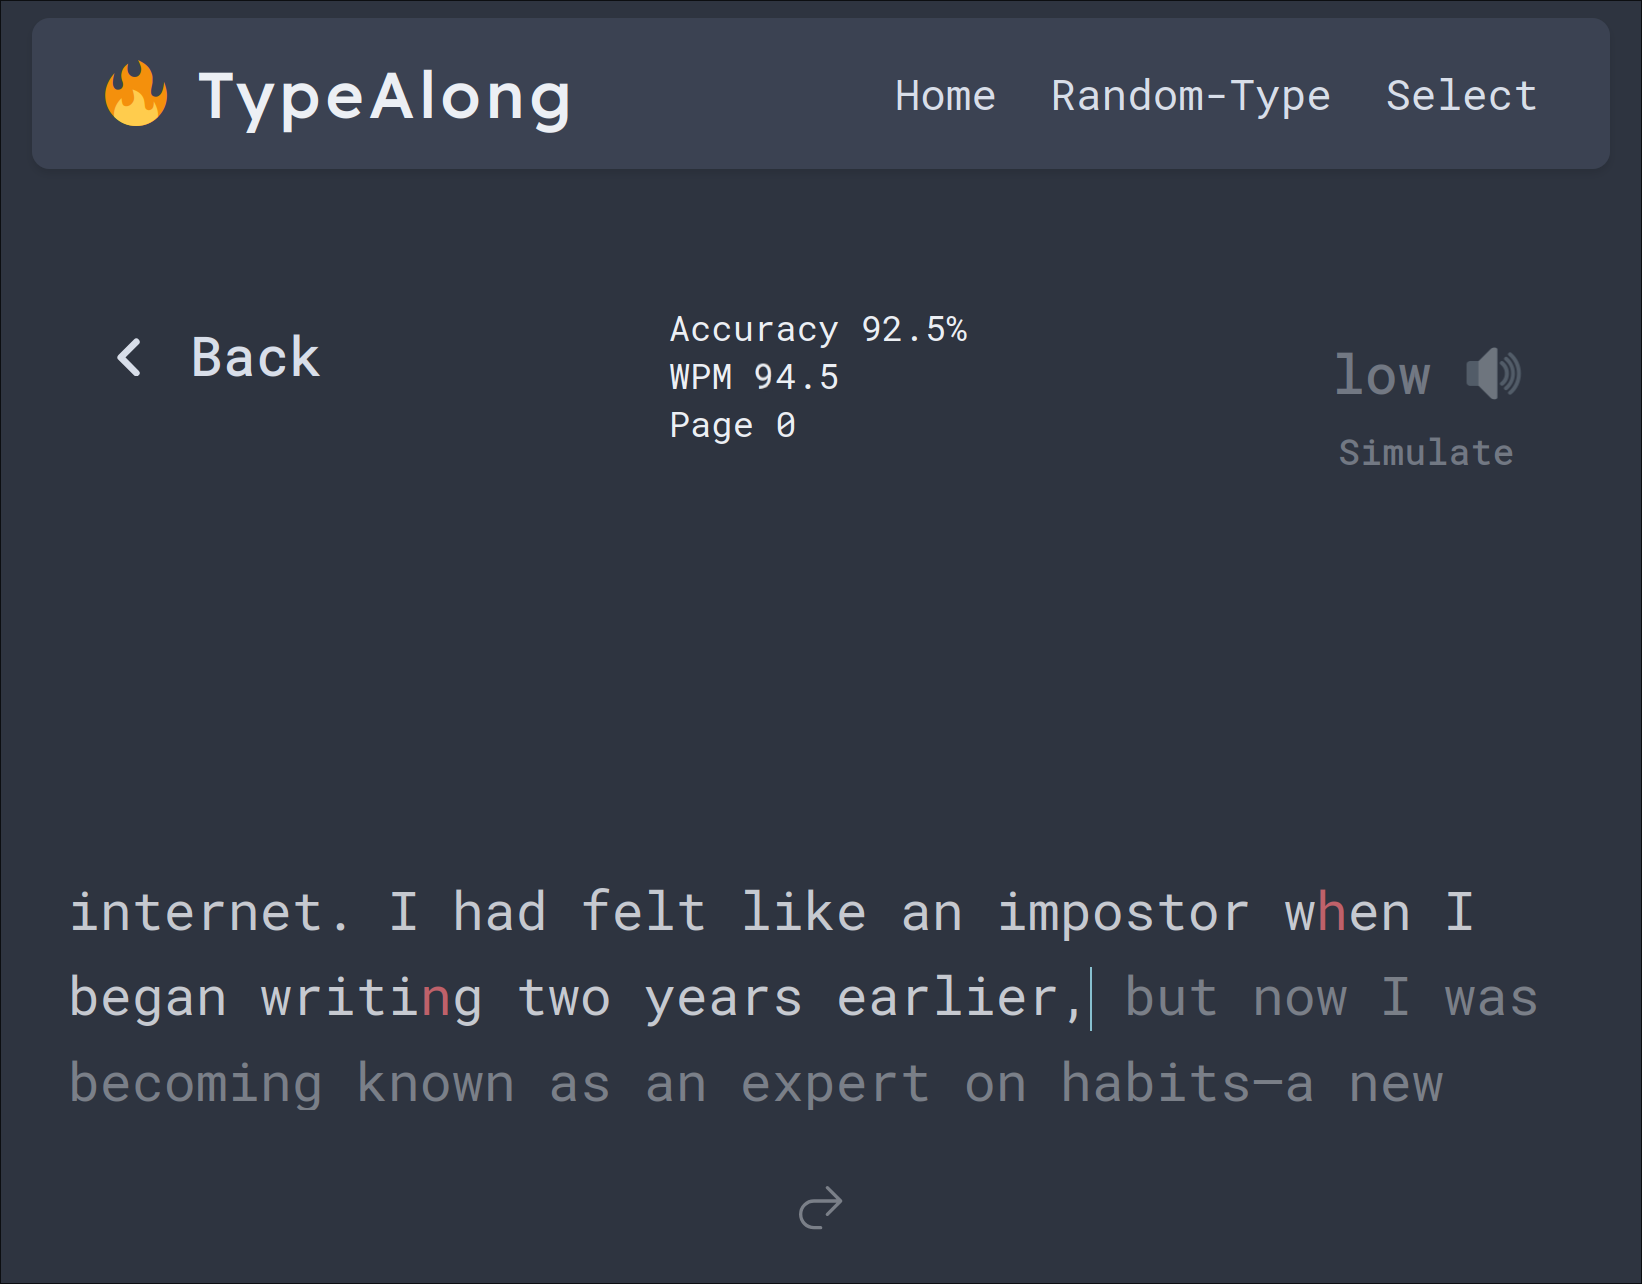 TypeAlong
Home Random-Type Select
Back
Accuracy 92.5%
WPM 94.5
Page 0
low
Simulate
internet. I had felt like an impostor when I
began writing two years earlier, but now I was
becoming known as an expert on habits—a new